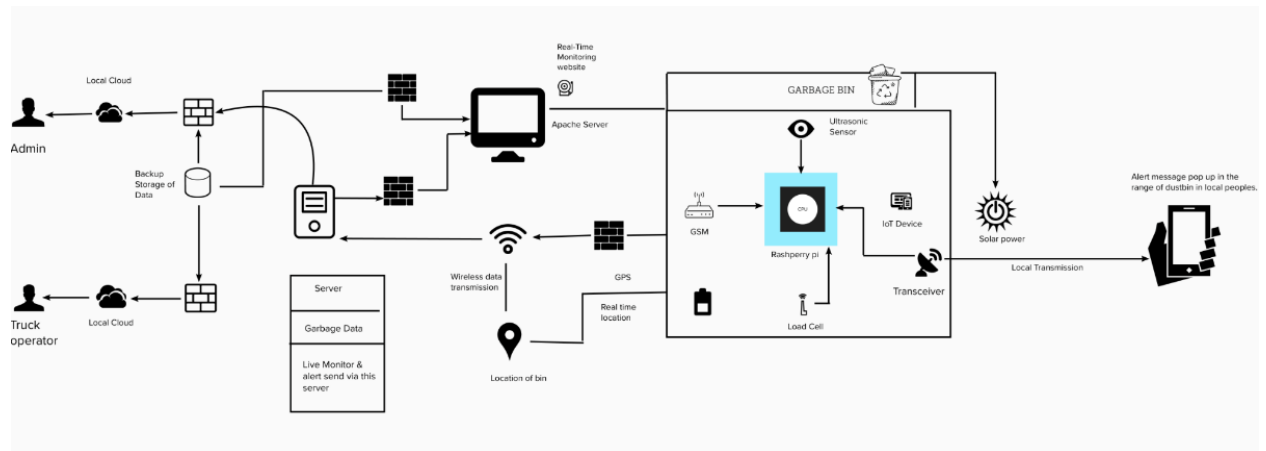 Real-Time
Monitoring
website
Local Cloud
GARBAGE BIN
Apache Server
Ultrasonic
Sensor
Admin
Backup
Storage of
Data
Alert message pop up in the
range of dustbin in local peoples.
CPU
GSM
IoT Device
Solar power
Rashperry pi
Local Transmission
Wireless data
transmission
GPS
Transceiver
Server
Real time
location
Local Cloud
Truck
operator
Garbage Data
Load Cell
Live Monitor &
alert send via this
server
Location of bin